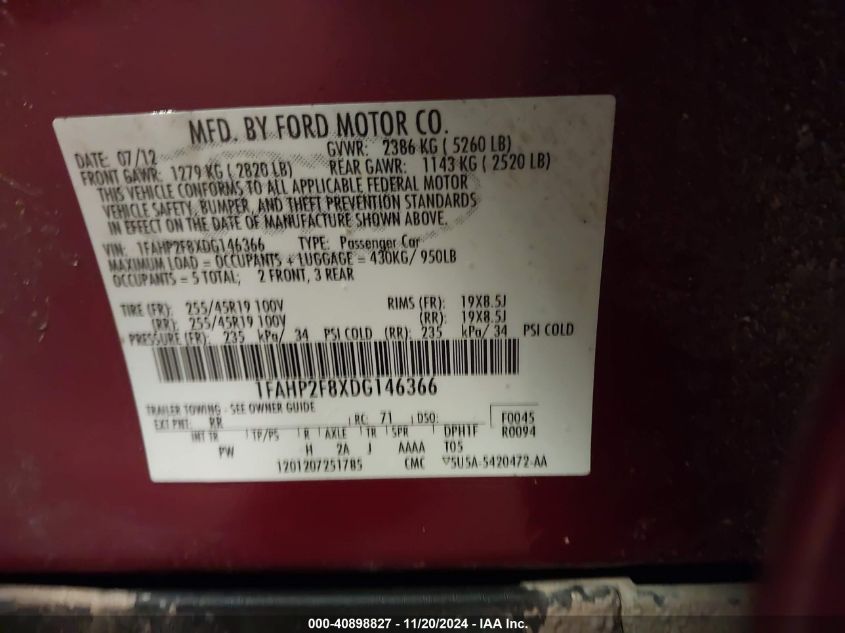 MFD. BY FORD MOTOR CO.
DATE: 07/12 GVWR: 2386 KG ( 5260 LB)
FRONT GAWR: 1279 KG ( 2820 LB) REAR GAWR: 1143 KG ( 2520 LB)
THIS VEHICLE CONFORMS TO ALL APPLICABLE FEDERAL MOTOR
VEHICLE SAFETY, BUMPER, AND THEFT PREVENTION STANDARDS
IN EFFECT ON THE DATE OF MANUFACTURE SHOWN ABOVE.
VIN: 1FAHP2F8XDG146366 TYPE: Passenger Car
MAXIMUM LOAD = OCCUPANTS + LUGGAGE = 430KG/ 950LB
OCCUPANTS = 5 TOTAL; 2 FRONT, 3 REAR
TIRE (FR): 255/45R19 100V RIMS (FR): 19X8.5J
(RR): 255/45R19 100V (RR): 19X8.5J
PRESSURE (FR): 235 kPa/ 34 PSI COLD (RR): 235 kPa/ 34 PSI COLD
1FAHP2F8XDG146366
TRAILER TOWING - SEE OWNER GUIDE
EXT PNT: RR RC: 71 DSO: F0045
INT TR TP/PS R AXLE TR SPR DPH1F R0094
PW H 2A J AAAA T05
1201207251785 CMC 5U5A-5420472-AA
000-40898827 - 11/20/2024 - IAA Auctions